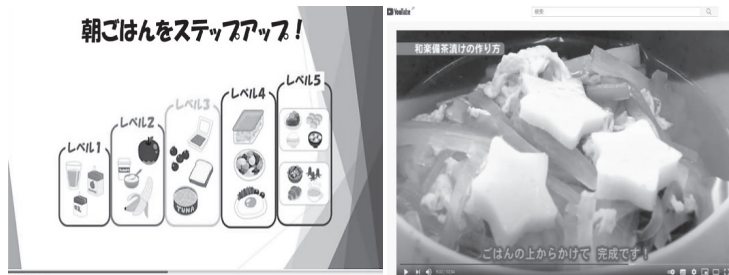 朝ごはんをステップアップ！
レベル1
レベル2
レベル3
レベル4
レベル5
TUNA
YouTube
検索
和楽備茶漬けの作り方
ごはんの上からかけて 完成です！